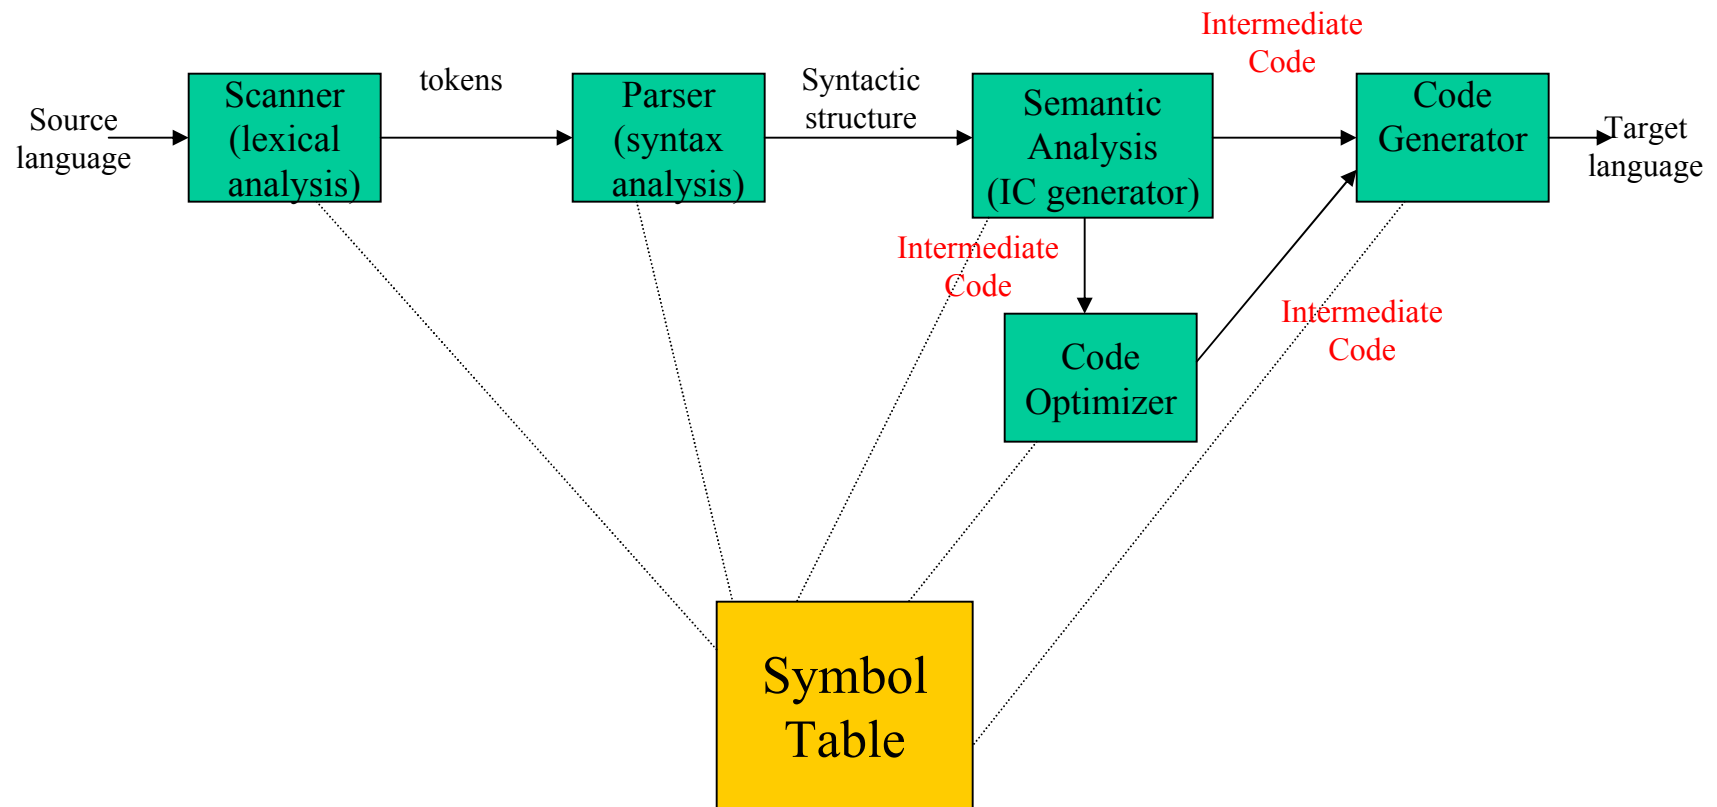 Source
language
Scanner
(lexical
analysis)
tokens
Parser
(syntax
analysis)
Syntactic
structure
Semantic
Analysis
(IC generator)
Intermediate
Code
Code
Generator
Target
language
Intermediate
Code
Code
Optimizer
Intermediate
Code
Symbol
Table